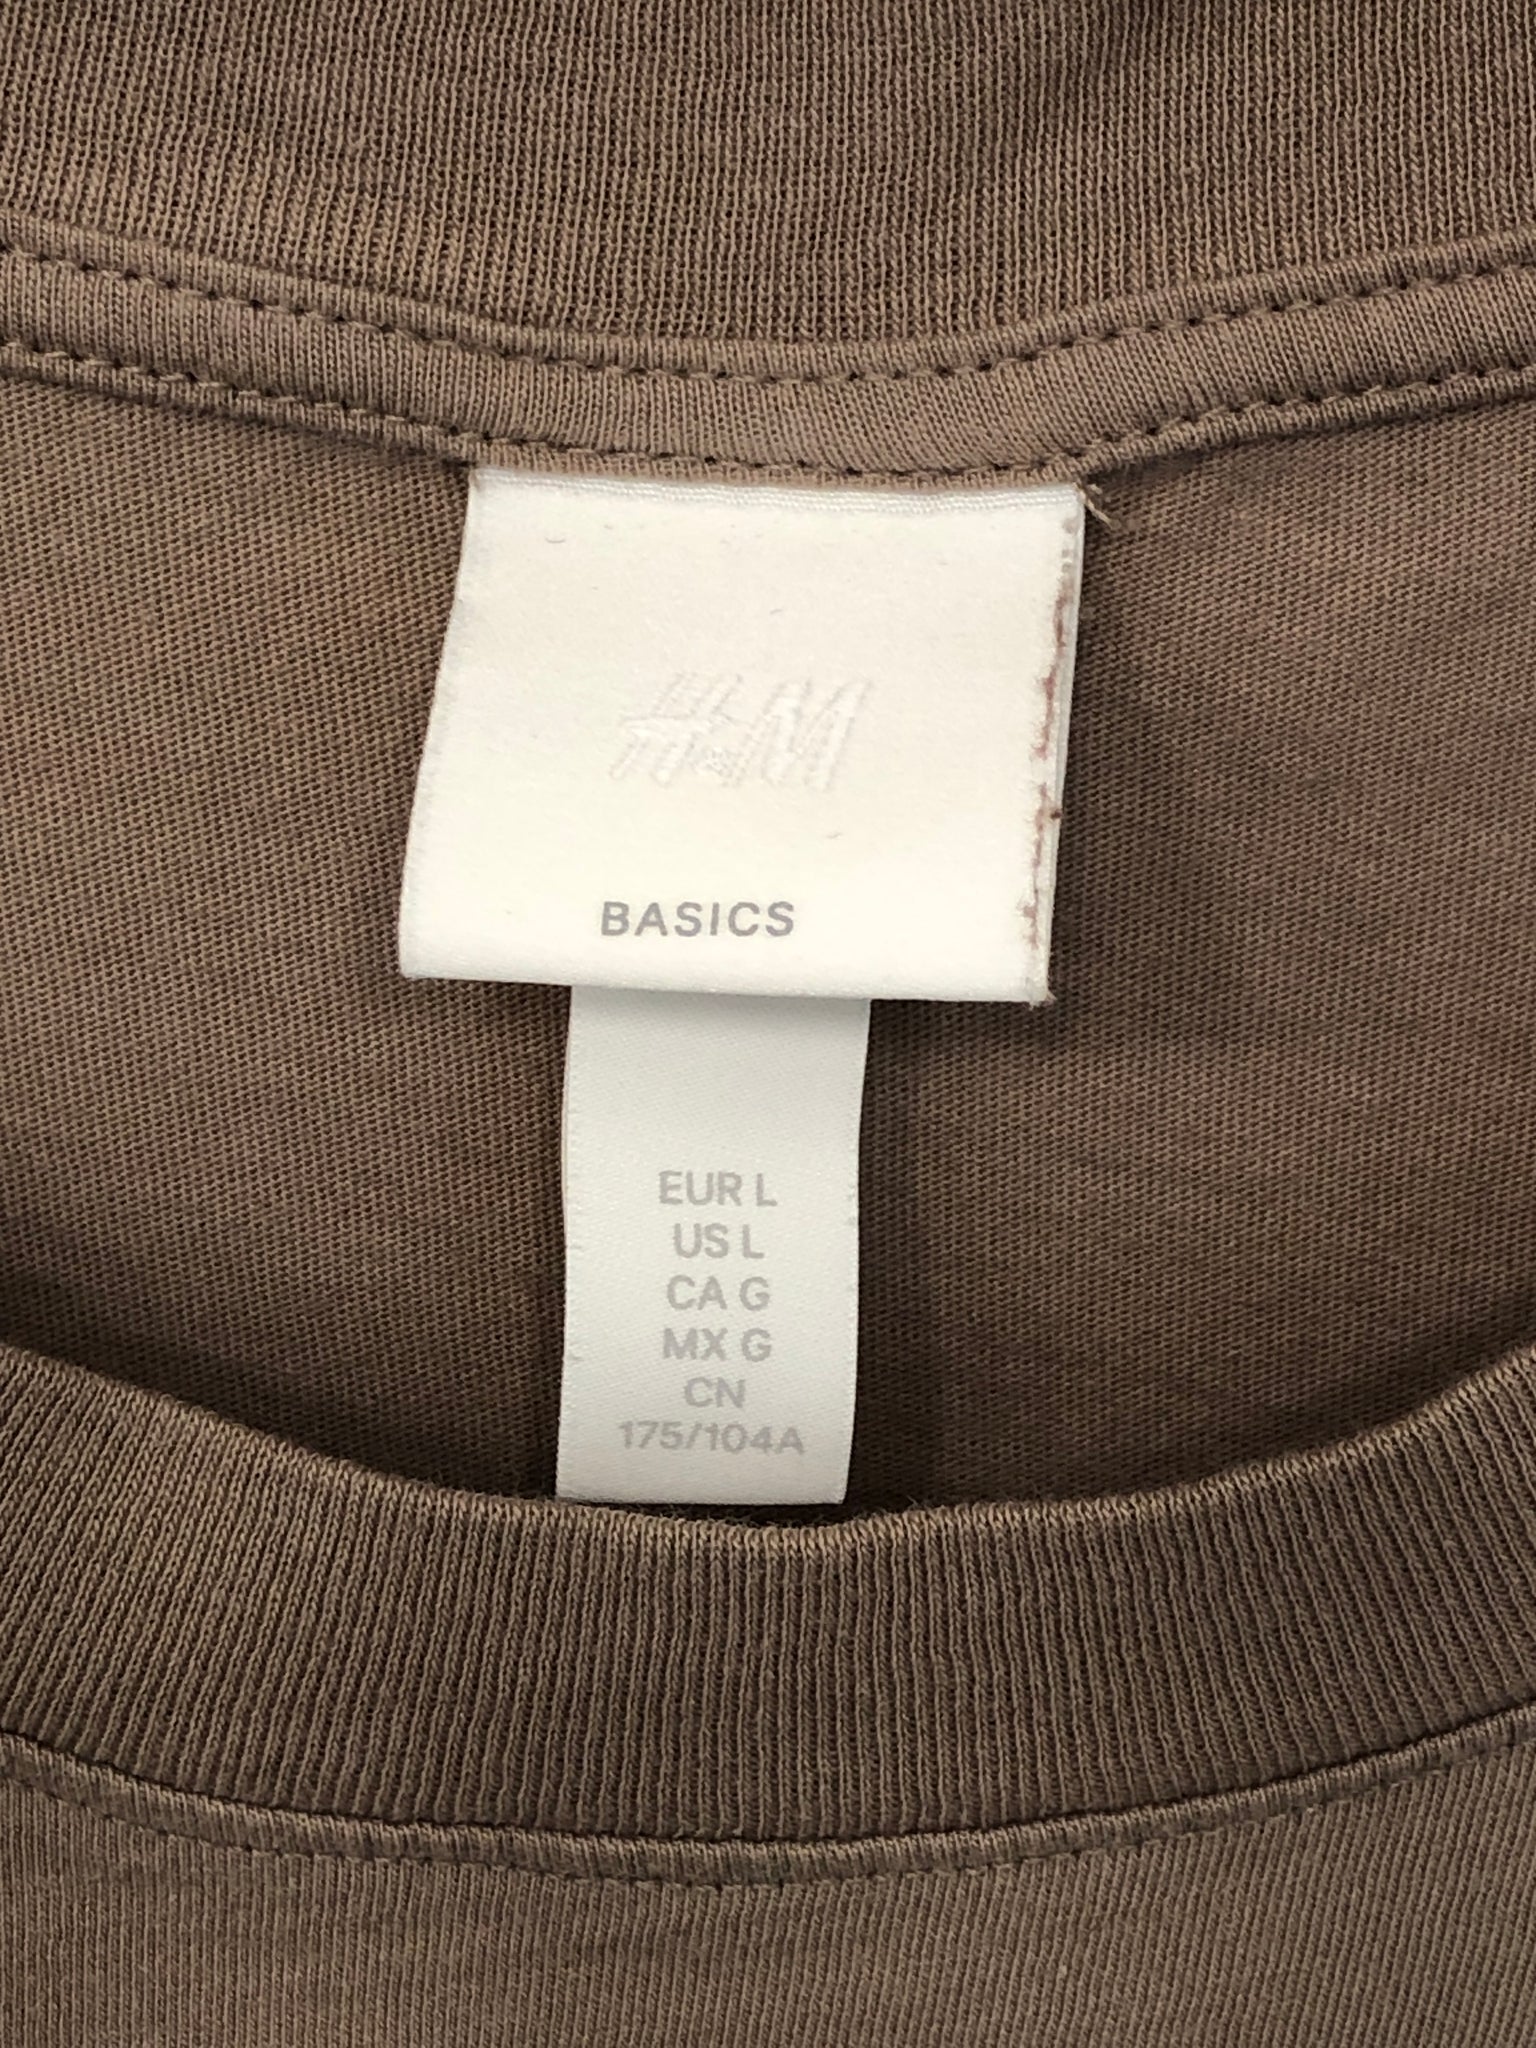 H&M
BASICS
EUR L
US L
CA G
MX G
CN
175/104A